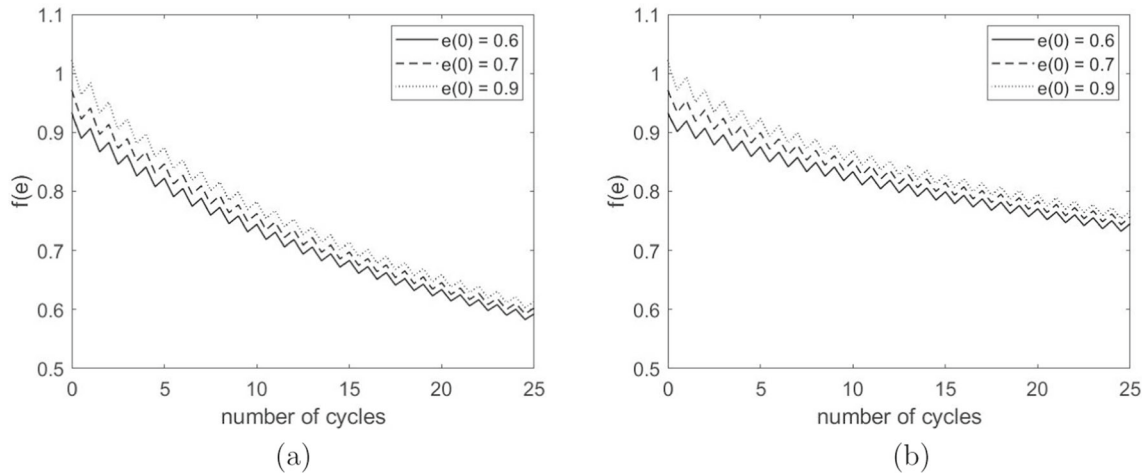 1.1
1
0.9
0.8
0.7
0.6
0.5
f(e)
0 5 10 15 20 25
number of cycles
e(0) = 0.6
e(0) = 0.7
e(0) = 0.9
(a)
1.1
1
0.9
0.8
0.7
0.6
0.5
f(e)
0 5 10 15 20 25
number of cycles
e(0) = 0.6
e(0) = 0.7
e(0) = 0.9
(b)